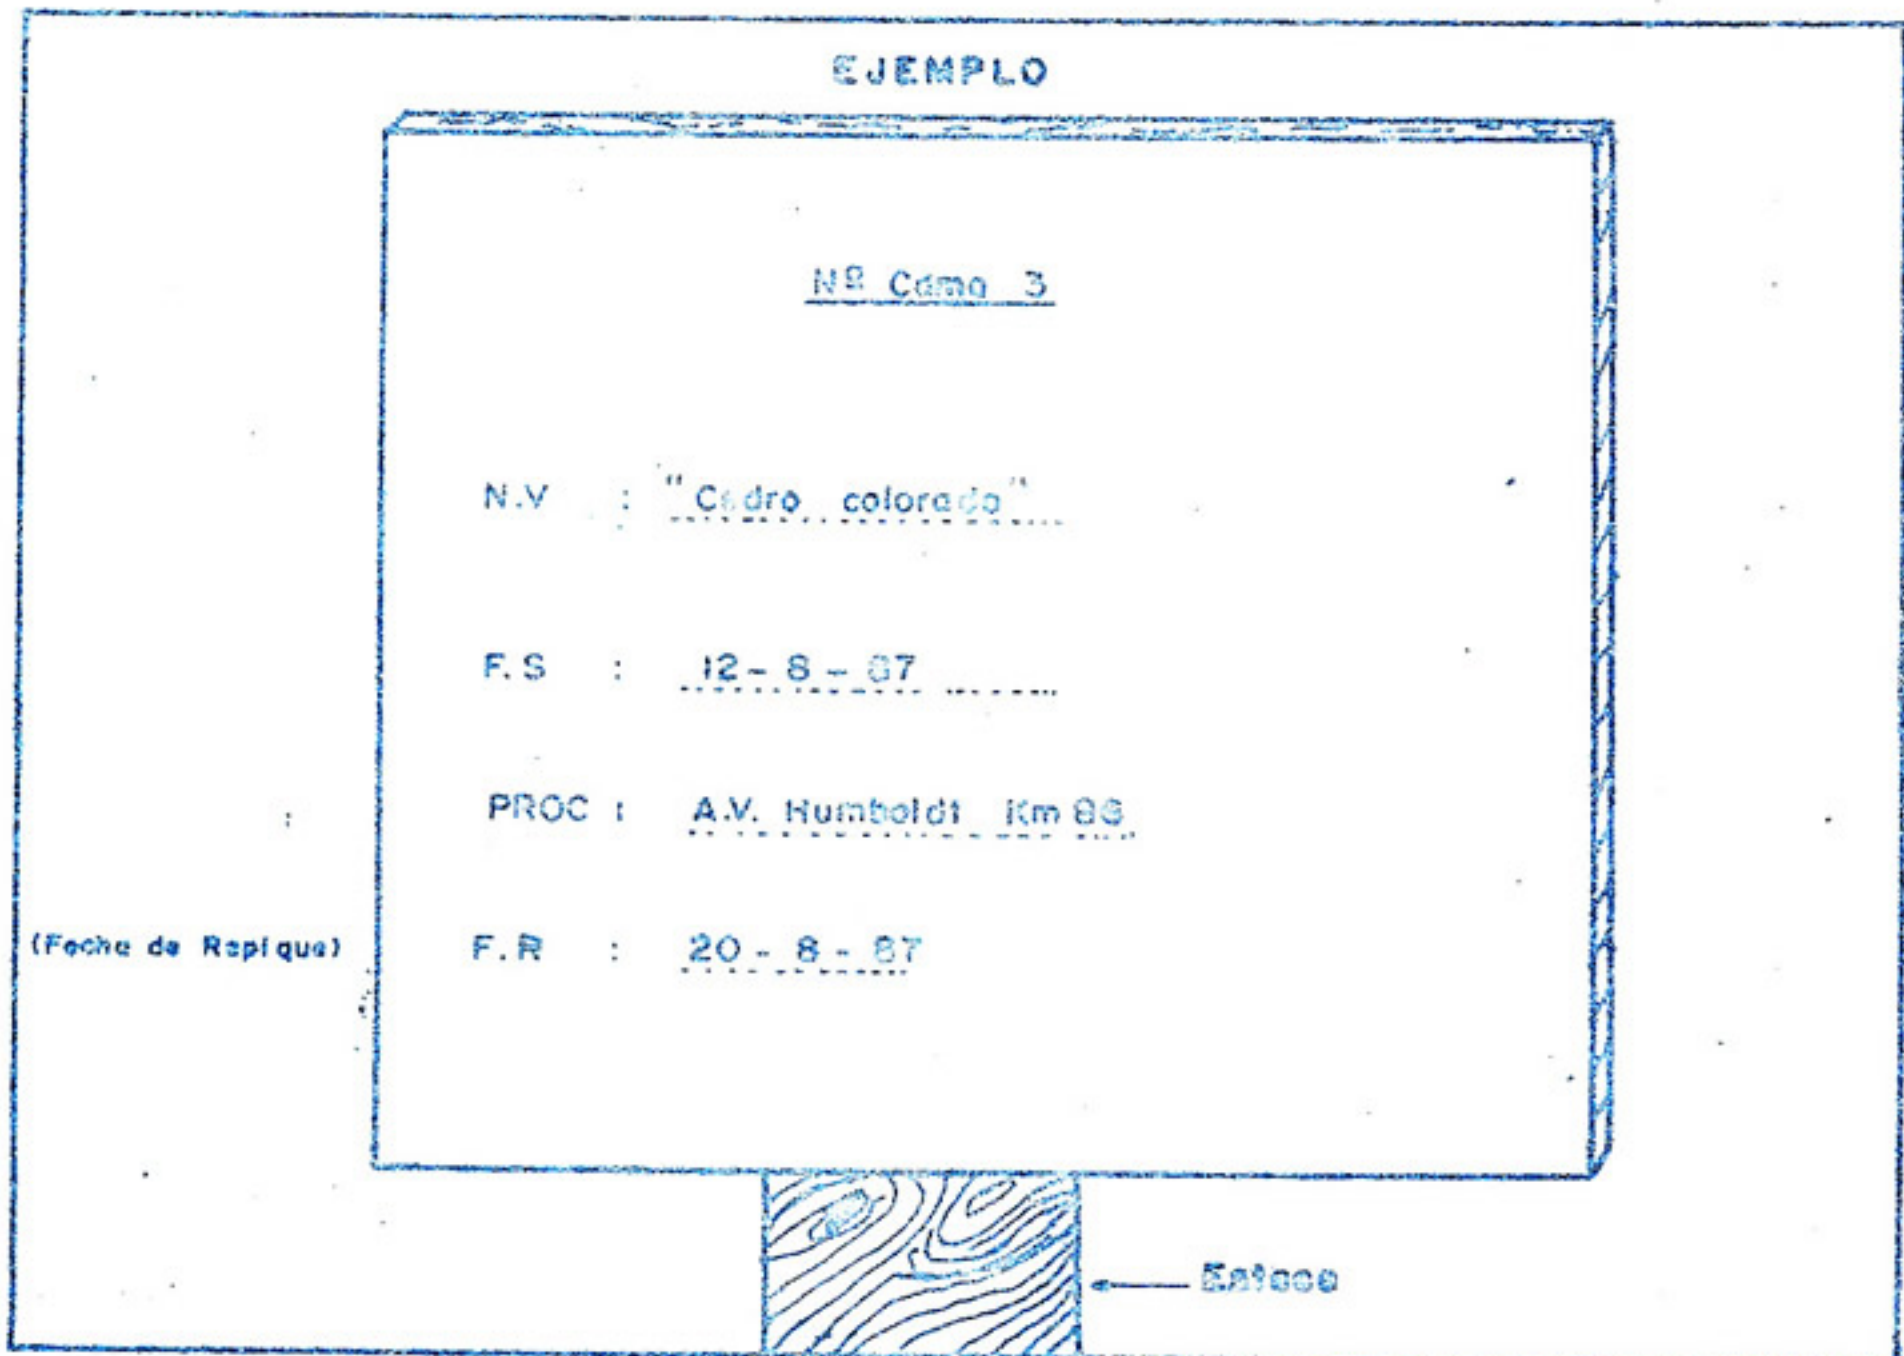 EJEMPLO
Nº Cama 3
N.V : "Cedro colorado"
F.S : 12-8-87
PROC : A.V. Humboldt Km 86
(Fecha de Repique) F.R : 20-8-87
Estaca